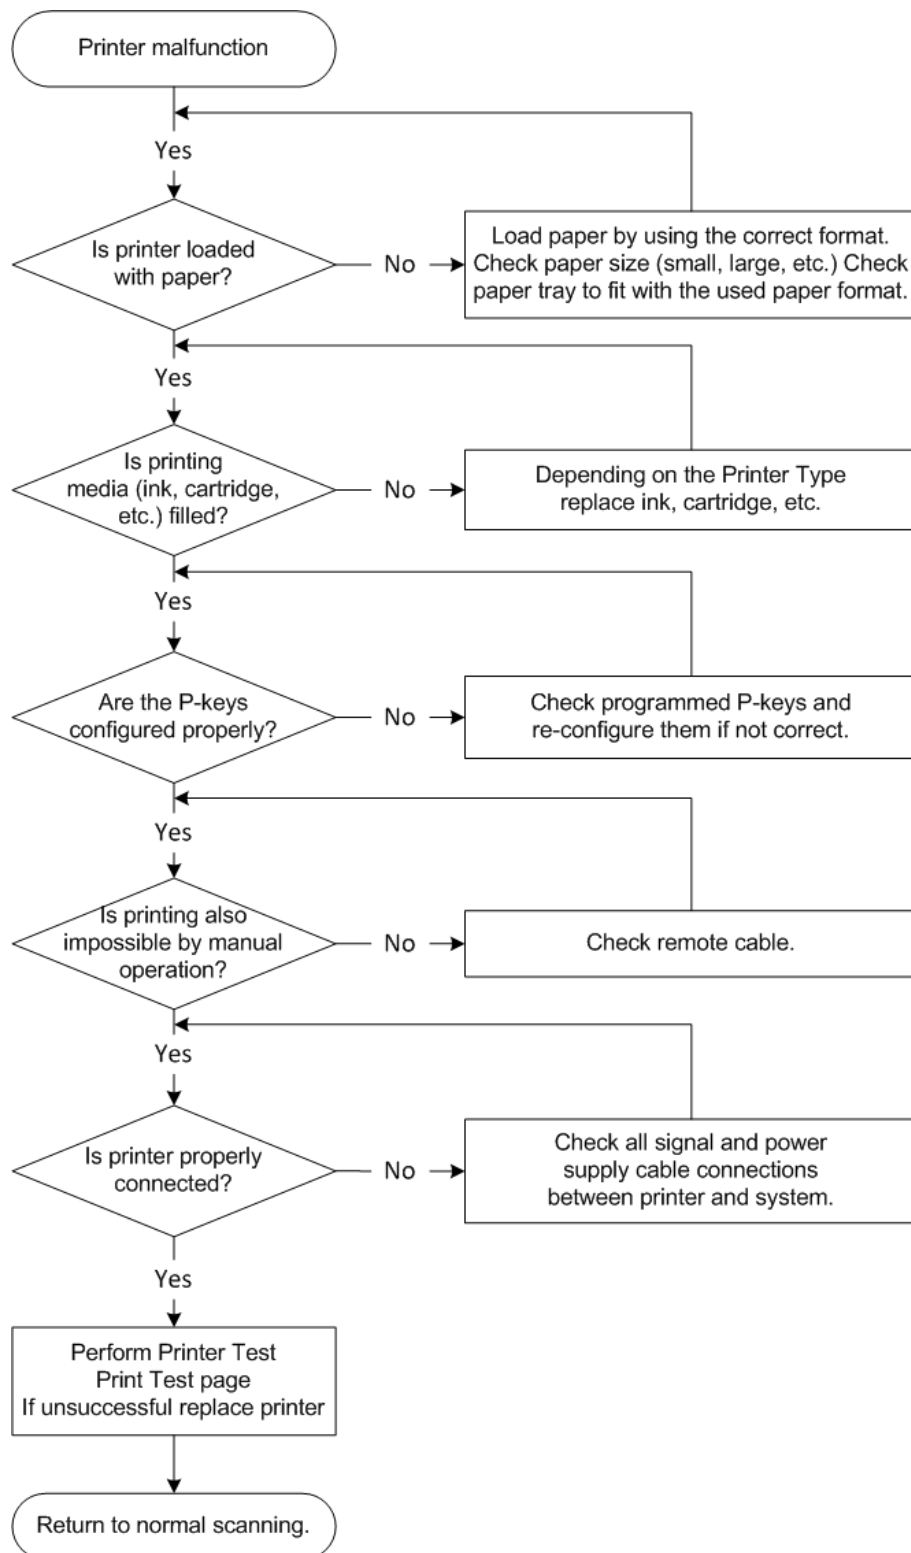 Printer malfunction
Yes
Is printer loaded
with paper?
No
Load paper by using the correct format.
Check paper size (small, large, etc.) Check
paper tray to fit with the used paper format.
Yes
Is printing
media (ink, cartridge,
etc.) filled?
No
Depending on the Printer Type
replace ink, cartridge, etc.
Yes
Are the P-keys
configured properly?
No
Check programmed P-keys and
re-configure them if not correct.
Yes
Is printing also
impossible by manual
operation?
No
Check remote cable.
Yes
Is printer properly
connected?
No
Check all signal and power
supply cable connections
between printer and system.
Yes
Perform Printer Test
Print Test page
If unsuccessful replace printer
Return to normal scanning.